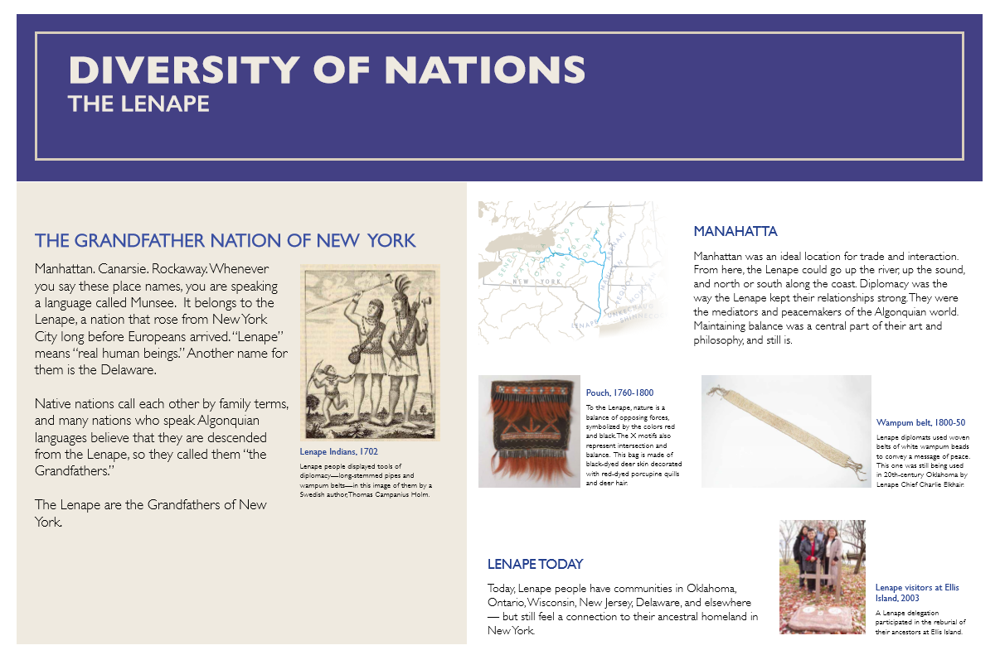 DIVERSITY OF NATIONS
THE LENAPE
THE GRANDFATHER NATION OF NEW YORK
Manhattan. Canarsie. Rockaway. Whenever
you say these place names, you are speaking
a language called Munsee.  It belongs to the
Lenape, a nation that rose from New York
City long before Europeans arrived. “Lenape”
means “real human beings.” Another name for
them is the Delaware.
Native nations call each other by family terms,
and many nations who speak Algonquian
languages believe that they are descended
from the Lenape, so they called them “the
Grandfathers.”
The Lenape are the Grandfathers of New
York.
Lenape Indians, 1702
Lenape people displayed tools of
diplomacy—long-stemmed pipes and
wampum belts—in this image of them by a
Swedish author, Thomas Campanius Holm.
SENECA
ONEIDA
MOHAWK
ABENAKI
MAHICAN
NEW YORK
LENAPE
UNKECHAUG
SHINNECOCK
MANAHATTA
Manhattan was an ideal location for trade and interaction.
From here, the Lenape could go up the river, up the sound,
and north or south along the coast. Diplomacy was the
way the Lenape kept their relationships strong. They were
the mediators and peacemakers of the Algonquian world.
Maintaining balance was a central part of their art and
philosophy, and still is.
Pouch, 1760-1800
To the Lenape, nature is a
balance of opposing forces,
symbolized by the colors red
and black. The X motifs also
represent intersection and
balance. This bag is made of
black-dyed deer skin decorated
with red-dyed porcupine quills
and deer hair.
Wampum belt, 1800-50
Lenape diplomats used woven
belts of white wampum beads
to convey a message of peace.
This one was still being used
in 20th-century Oklahoma by
Lenape Chief Charlie Elkhair.
LENAPE TODAY
Today, Lenape people have communities in Oklahoma,
Ontario, Wisconsin, New Jersey, Delaware, and elsewhere
— but still feel a connection to their ancestral homeland in
New York.
Lenape visitors at Ellis
Island, 2003
A Lenape delegation
participated in the reburial of
their ancestors at Ellis Island.